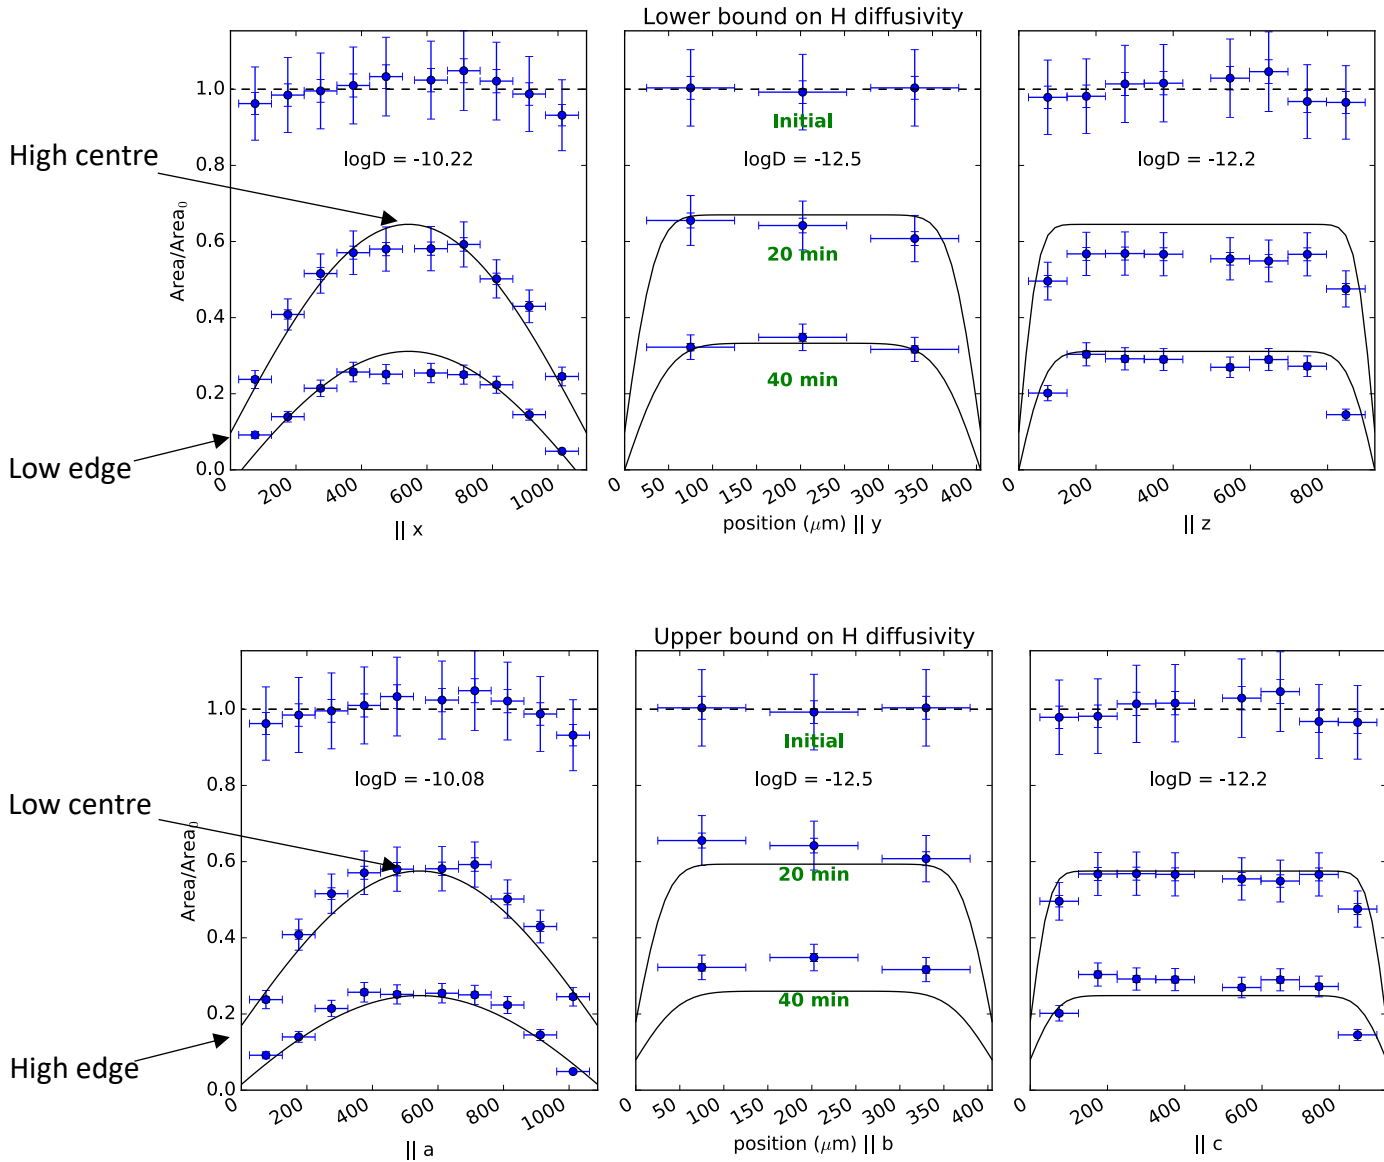 Lower bound on H diffusivity
High centre
Low edge
Area/Area₀
1.0
0.8
0.6
0.4
0.2
0.0
logD = -10.22
0
200
400
600
800
1000
|| x
Initial
logD = -12.5
20 min
40 min
0
50
100
150
200
250
300
350
400
position (μm) || y
logD = -12.2
0
200
400
600
800
|| z
Upper bound on H diffusivity
Low centre
High edge
Area/Area₀
1.0
0.8
0.6
0.4
0.2
0.0
logD = -10.08
0
200
400
600
800
1000
|| a
Initial
logD = -12.5
20 min
40 min
0
50
100
150
200
250
300
350
400
position (μm) || b
logD = -12.2
0
200
400
600
800
|| c